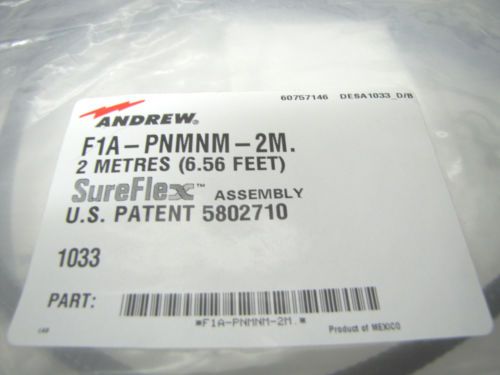 60757146 DESA1033_D/B
ANDREW®
F1A-PNMNM-2M.
2 METRES (6.56 FEET)
SureFlex™ ASSEMBLY
U.S. PATENT 5802710
1033
PART:
*F1A-PNMNM-2M.*
Product of MEXICO